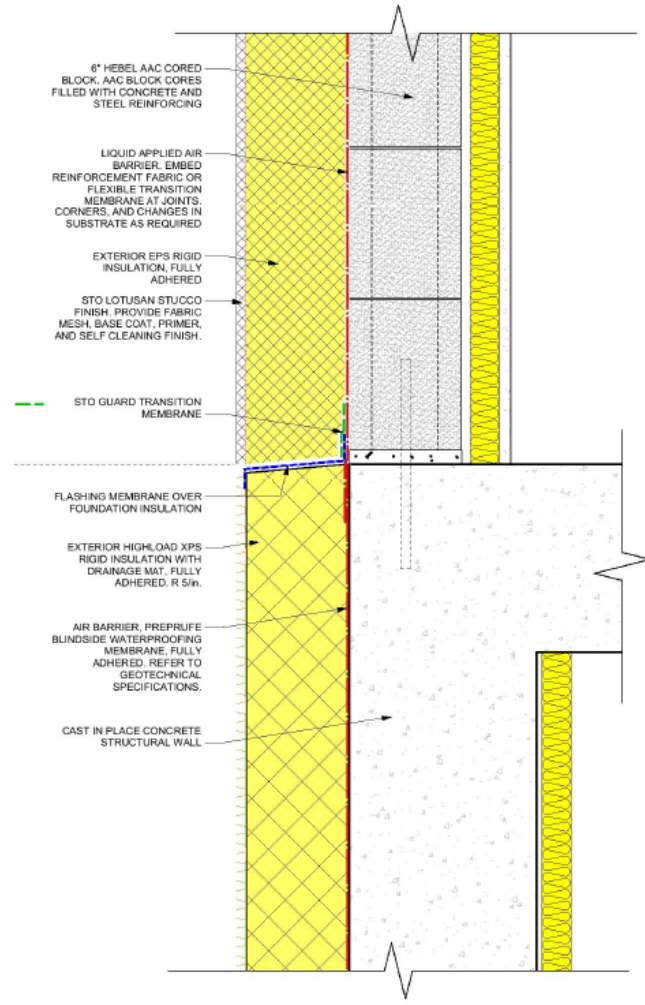 6" HEBEL AAC CORED
BLOCK. AAC BLOCK CORES
FILLED WITH CONCRETE AND
STEEL REINFORCING
LIQUID APPLIED AIR
BARRIER. EMBED
REINFORCEMENT FABRIC OR
FLEXIBLE TRANSITION
MEMBRANE AT JOINTS,
CORNERS, AND CHANGES IN
SUBSTRATE AS REQUIRED
EXTERIOR EPS RIGID
INSULATION, FULLY
ADHERED
STO LOTUSAN STUCCO
FINISH. PROVIDE FABRIC
MESH, BASE COAT, PRIMER,
AND SELF CLEANING FINISH.
STO GUARD TRANSITION
MEMBRANE
FLASHING MEMBRANE OVER
FOUNDATION INSULATION
EXTERIOR HIGHLOAD XPS
RIGID INSULATION WITH
DRAINAGE MAT, FULLY
ADHERED. R 5/in.
AIR BARRIER, PREPRUFE
BLINDSIDE WATERPROOFING
MEMBRANE, FULLY
ADHERED. REFER TO
GEOTECHNICAL
SPECIFICATIONS.
CAST IN PLACE CONCRETE
STRUCTURAL WALL